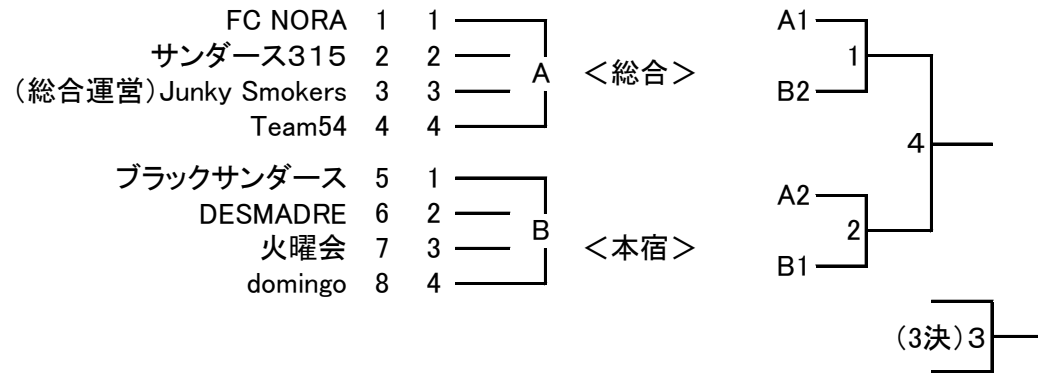 FC NORA 1 1
サンダース315 2 2
(総合運営)Junky Smokers 3 3
Team54 4 4
A <総合>
ブラックサンダース 5 1
DESMADRE 6 2
火曜会 7 3
domingo 8 4
B <本宿>
A1
1
B2
4
A2
2
B1
(3決)3